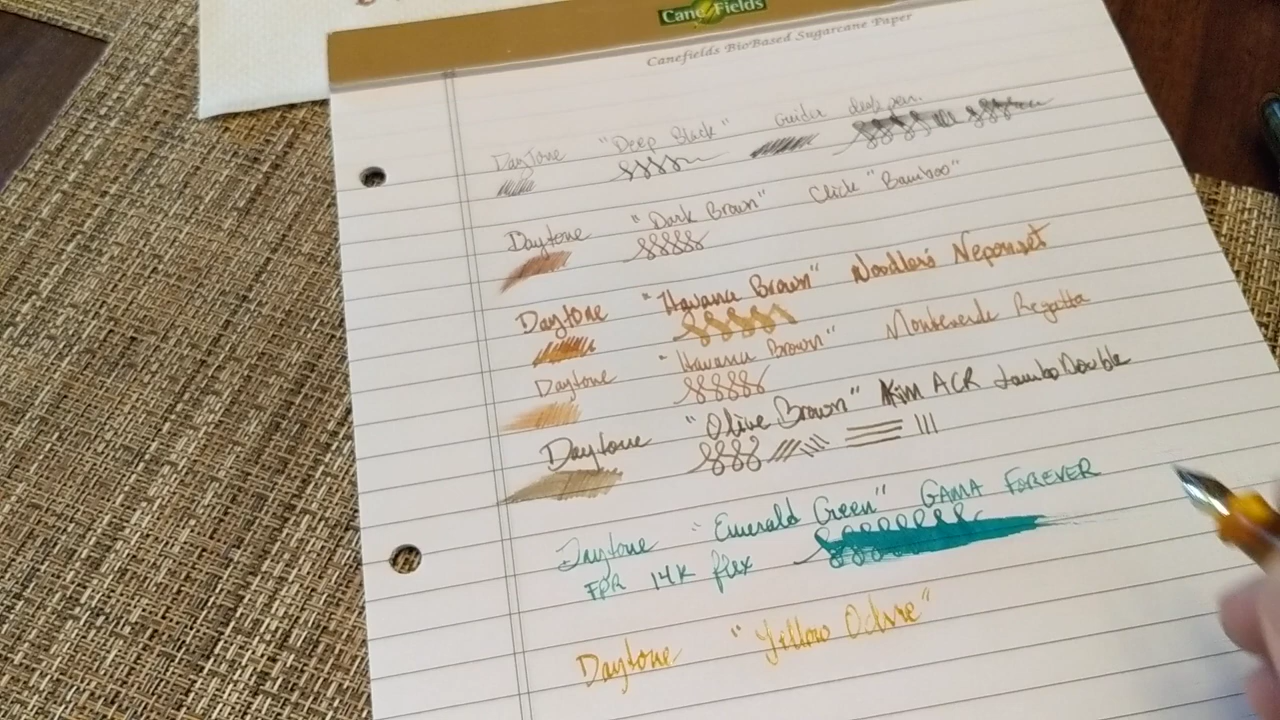 Cane Fields
Canefields BioBased Sugarcane Paper
Daytone "Deep Black" Guider desk pen.
Daytone "Dark Brown" Click "Bamboo"
Daytone "Havana Brown" Noodler's Neponset
Daytone "Havana Brown" Monteverde Regatta
Daytone "Olive Brown" Kim ACR Jumbo Double
Daytone "Emerald Green" GAMA FOREVER
FPR 14K flex
Daytone "Yellow Ochre"